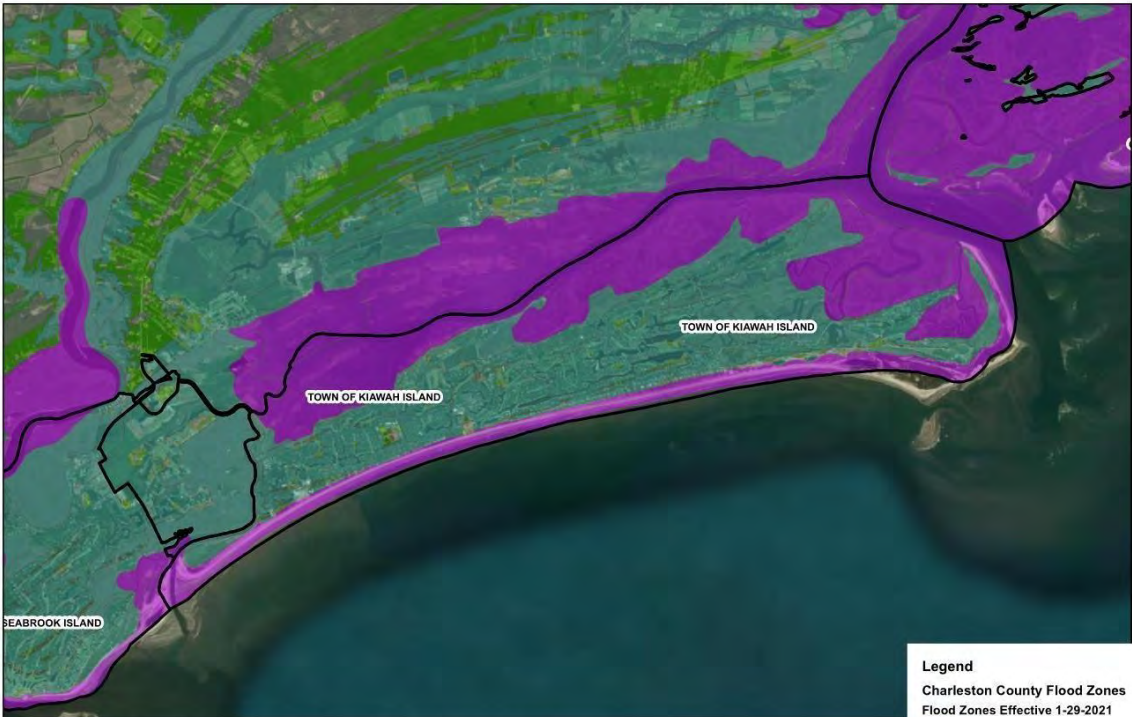 TOWN OF KIAWAH ISLAND
TOWN OF KIAWAH ISLAND
SEABROOK ISLAND
Legend
Charleston County Flood Zones
Flood Zones Effective 1-29-2021